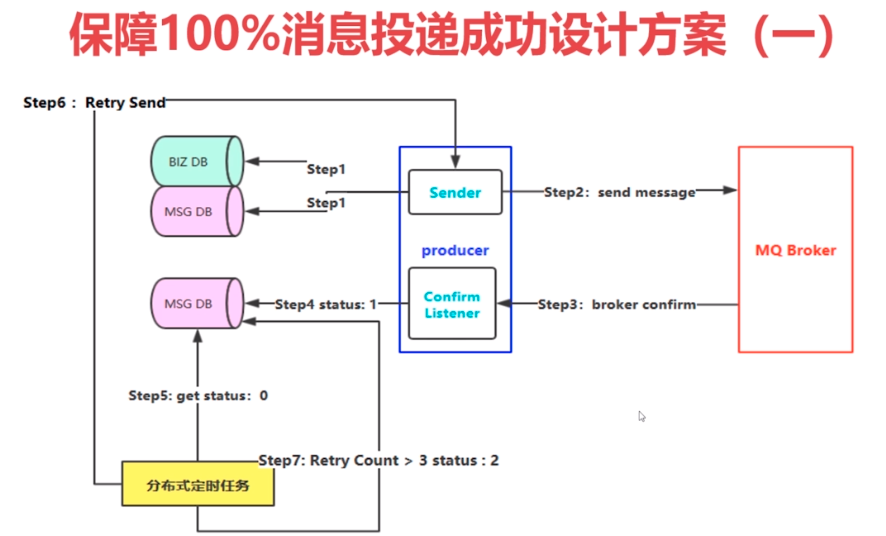 保障100%消息投递成功设计方案（一）
Step6： Retry Send
BIZ DB
Step1
MSG DB
Step1
Sender
Step2：send message
producer
MQ Broker
MSG DB
Step4 status: 1
Confirm
Listener
Step3：broker confirm
Step5: get status：0
Step7: Retry Count > 3 status : 2
分布式定时任务